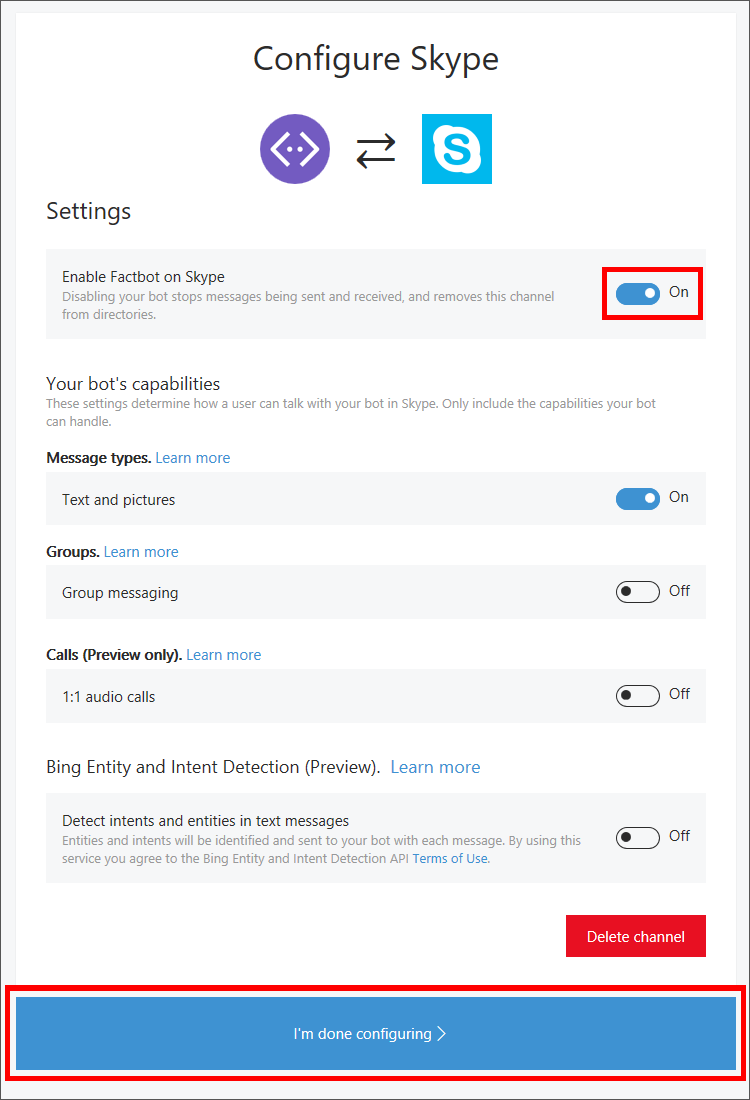 Configure Skype
Settings
Enable Factbot on Skype
Disabling your bot stops messages being sent and received, and removes this channel
from directories.
On
Your bot's capabilities
These settings determine how a user can talk with your bot in Skype. Only include the capabilities your bot
can handle.
Message types. Learn more
Text and pictures
On
Groups. Learn more
Group messaging
Off
Calls (Preview only). Learn more
1:1 audio calls
Off
Bing Entity and Intent Detection (Preview). Learn more
Detect intents and entities in text messages
Entities and intents will be identified and sent to your bot with each message. By using this
service you agree to the Bing Entity and Intent Detection API Terms of Use.
Off
Delete channel
I'm done configuring